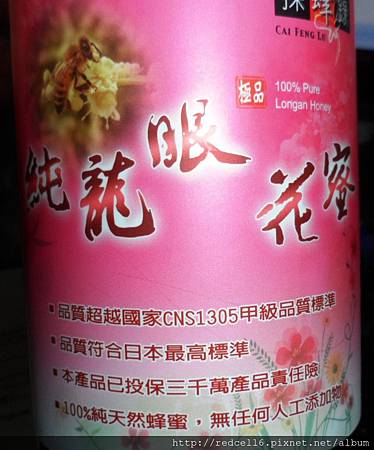 採蜂錄
CAI FENG LU
極品
100% Pure
Longan Honey
純龍眼花蜜
▪品質超越國家CNS1305甲級品質標準
▪品質符合日本最高標準
▪本產品已投保三千萬產品責任險
▪100%純天然蜂蜜，無任何人工添加物
http://redcell6.pixnet.net/album